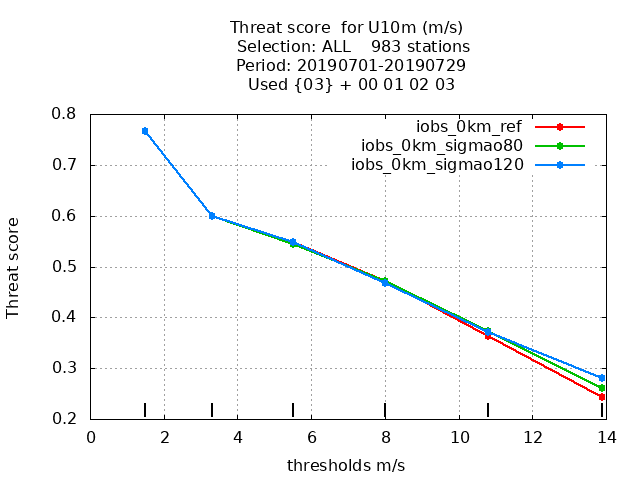 Threat score  for U10m (m/s)
Selection: ALL    983 stations
Period: 20190701-20190729
Used {03} + 00 01 02 03
iobs_0km_ref
iobs_0km_sigmao80
iobs_0km_sigmao120
Threat score
0.8
0.7
0.6
0.5
0.4
0.3
0.2
0 2 4 6 8 10 12 14
thresholds m/s